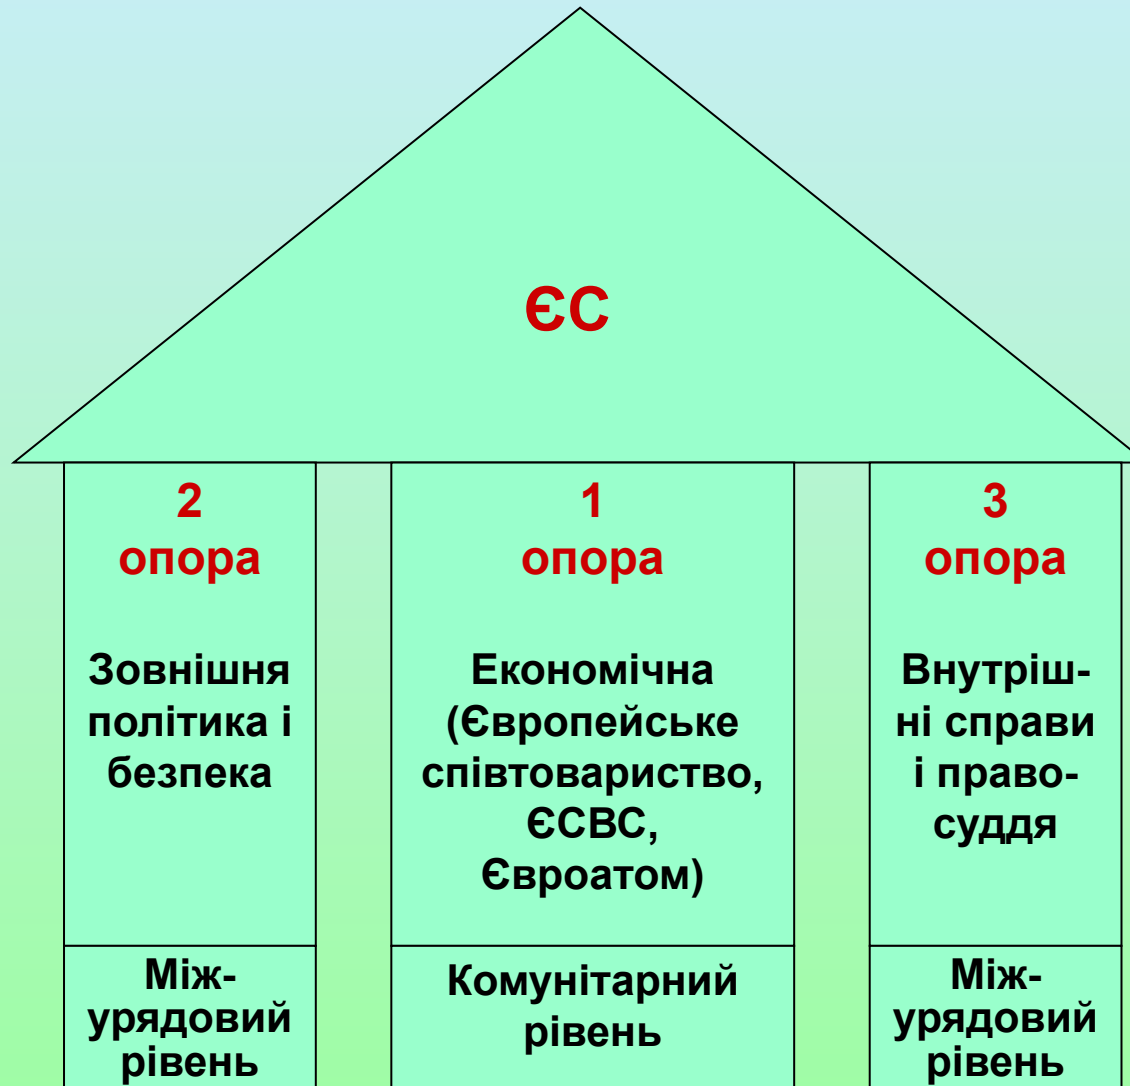 ЄС
2
опора
Зовнішня
політика і
безпека
Між-
урядовий
рівень
1
опора
Економічна
(Європейське
співтовариство,
ЄСВС,
Євроатом)
Комунітарний
рівень
3
опора
Внутріш-
ні справи
і право-
суддя
Між-
урядовий
рівень